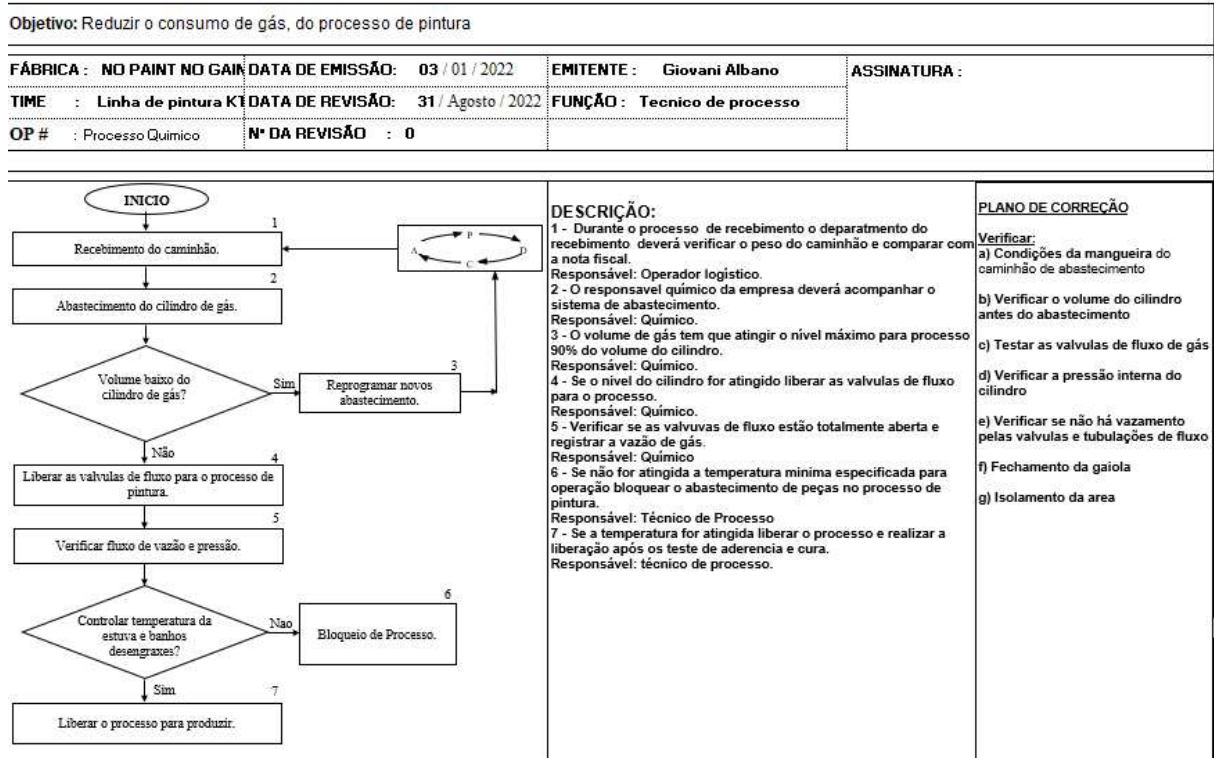 Objetivo: Reduzir o consumo de gás, do processo de pintura
FÁBRICA : NO PAINT NO GAIN DATA DE EMISSÃO: 03 / 01 / 2022 EMITENTE : Giovani Albano ASSINATURA :
TIME : Linha de pintura KT DATA DE REVISÃO: 31 / Agosto / 2022 FUNÇÃO : Tecnico de processo
OP # : Processo Quimico Nº DA REVISÃO : 0
INICIO
1
Recebimento do caminhão.
P
A D
C
2
Abastecimento do cilindro de gás.
Volume baixo do
cilindro de gás?
Sim
3
Reprogramar novos
abastecimento.
Não
4
Liberar as valvulas de fluxo para o processo de
pintura.
5
Verificar fluxo de vazão e pressão.
Controlar temperatura da
estuva e banhos
desengraxes?
Nao
6
Bloqueio de Processo.
Sim
7
Liberar o processo para produzir.
DESCRIÇÃO:
1 - Durante o processo de recebimento o deparatmento do
recebimento deverá verificar o peso do caminhão e comparar com
a nota fiscal.
Responsável: Operador logístico.
2 - O responsavel químico da empresa deverá acompanhar o
sistema de abastecimento.
Responsável: Químico.
3 - O volume de gás tem que atingir o nível máximo para processo
90% do volume do cilindro.
Responsável: Químico.
4 - Se o nivel do cilindro for atingido liberar as valvulas de fluxo
para o processo.
Responsável: Químico.
5 - Verificar se as valvuvas de fluxo estão totalmente aberta e
registrar a vazão de gás.
Responsável: Químico
6 - Se não for atingida a temperatura minima especificada para
operação bloquear o abastecimento de peças no processo de
pintura.
Responsável: Técnico de Processo
7 - Se a temperatura for atingida liberar o processo e realizar a
liberação após os teste de aderencia e cura.
Responsável: técnico de processo.
PLANO DE CORREÇÃO
Verificar:
a) Condições da mangueira do
caminhão de abastecimento
b) Verificar o volume do cilindro
antes do abastecimento
c) Testar as valvulas de fluxo de gás
d) Verificar a pressão interna do
cilindro
e) Verificar se não há vazamento
pelas valvulas e tubulações de fluxo
f) Fechamento da gaiola
g) Isolamento da area